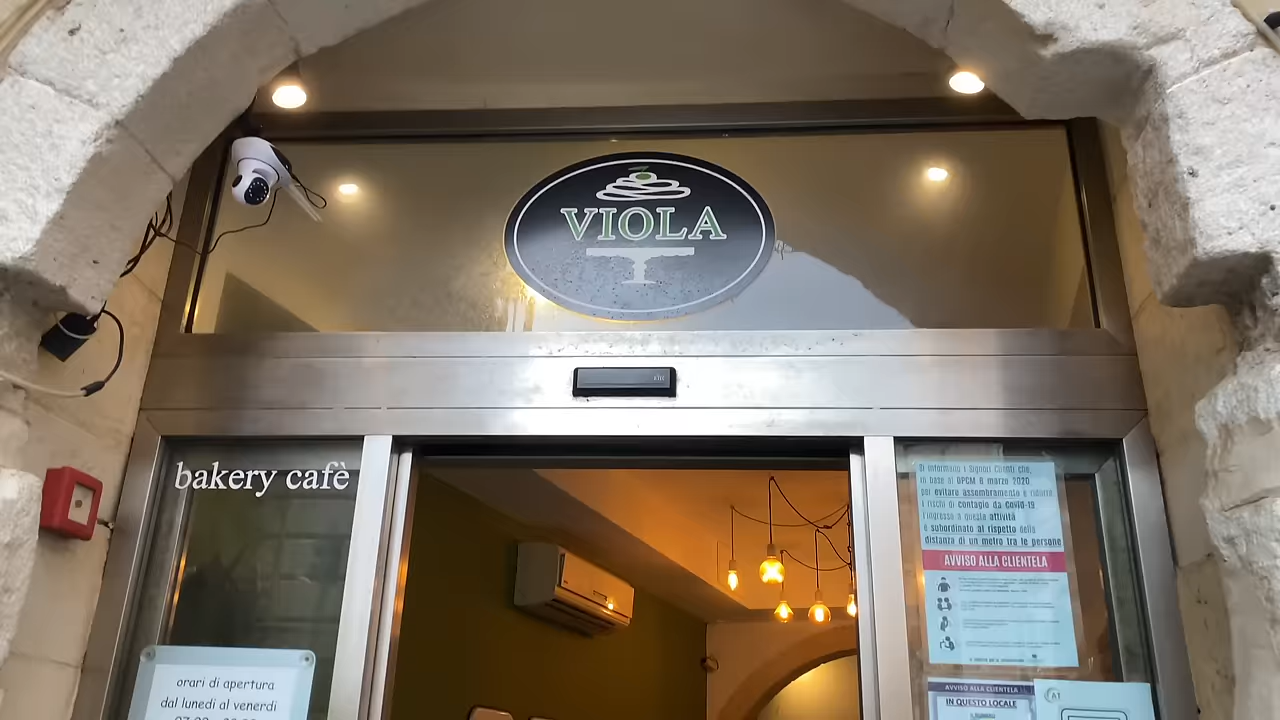 VIOLA
bakery cafè
orari di apertura
dal lunedì al venerdì
Si informano i Signori Clienti che,
in base al DPCM 8 marzo 2020
per evitare assembramento e ridurre
i rischi di contagio da covid-19
l'ingresso a questa attività
è subordinato al rispetto della
distanza di un metro tra le persone
AVVISO ALLA CLIENTELA
AVVISO ALLA CLIENTELA
IN QUESTO LOCALE
A1